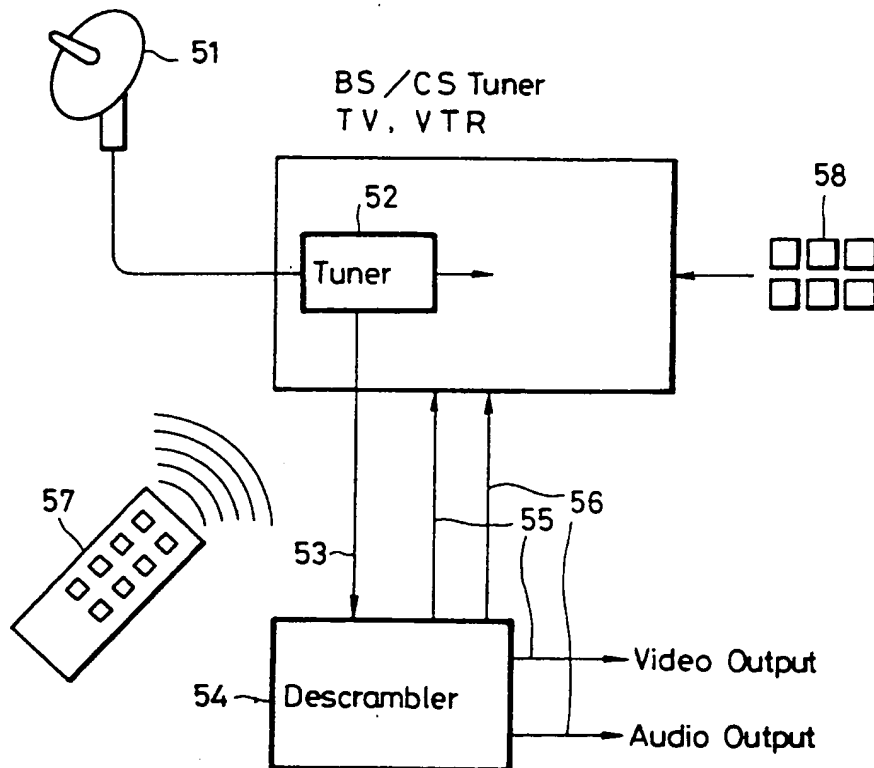 51
BS/CS Tuner
TV, VTR
52
58
Tuner
57
53
55
56
54
Descrambler
Video Output
Audio Output